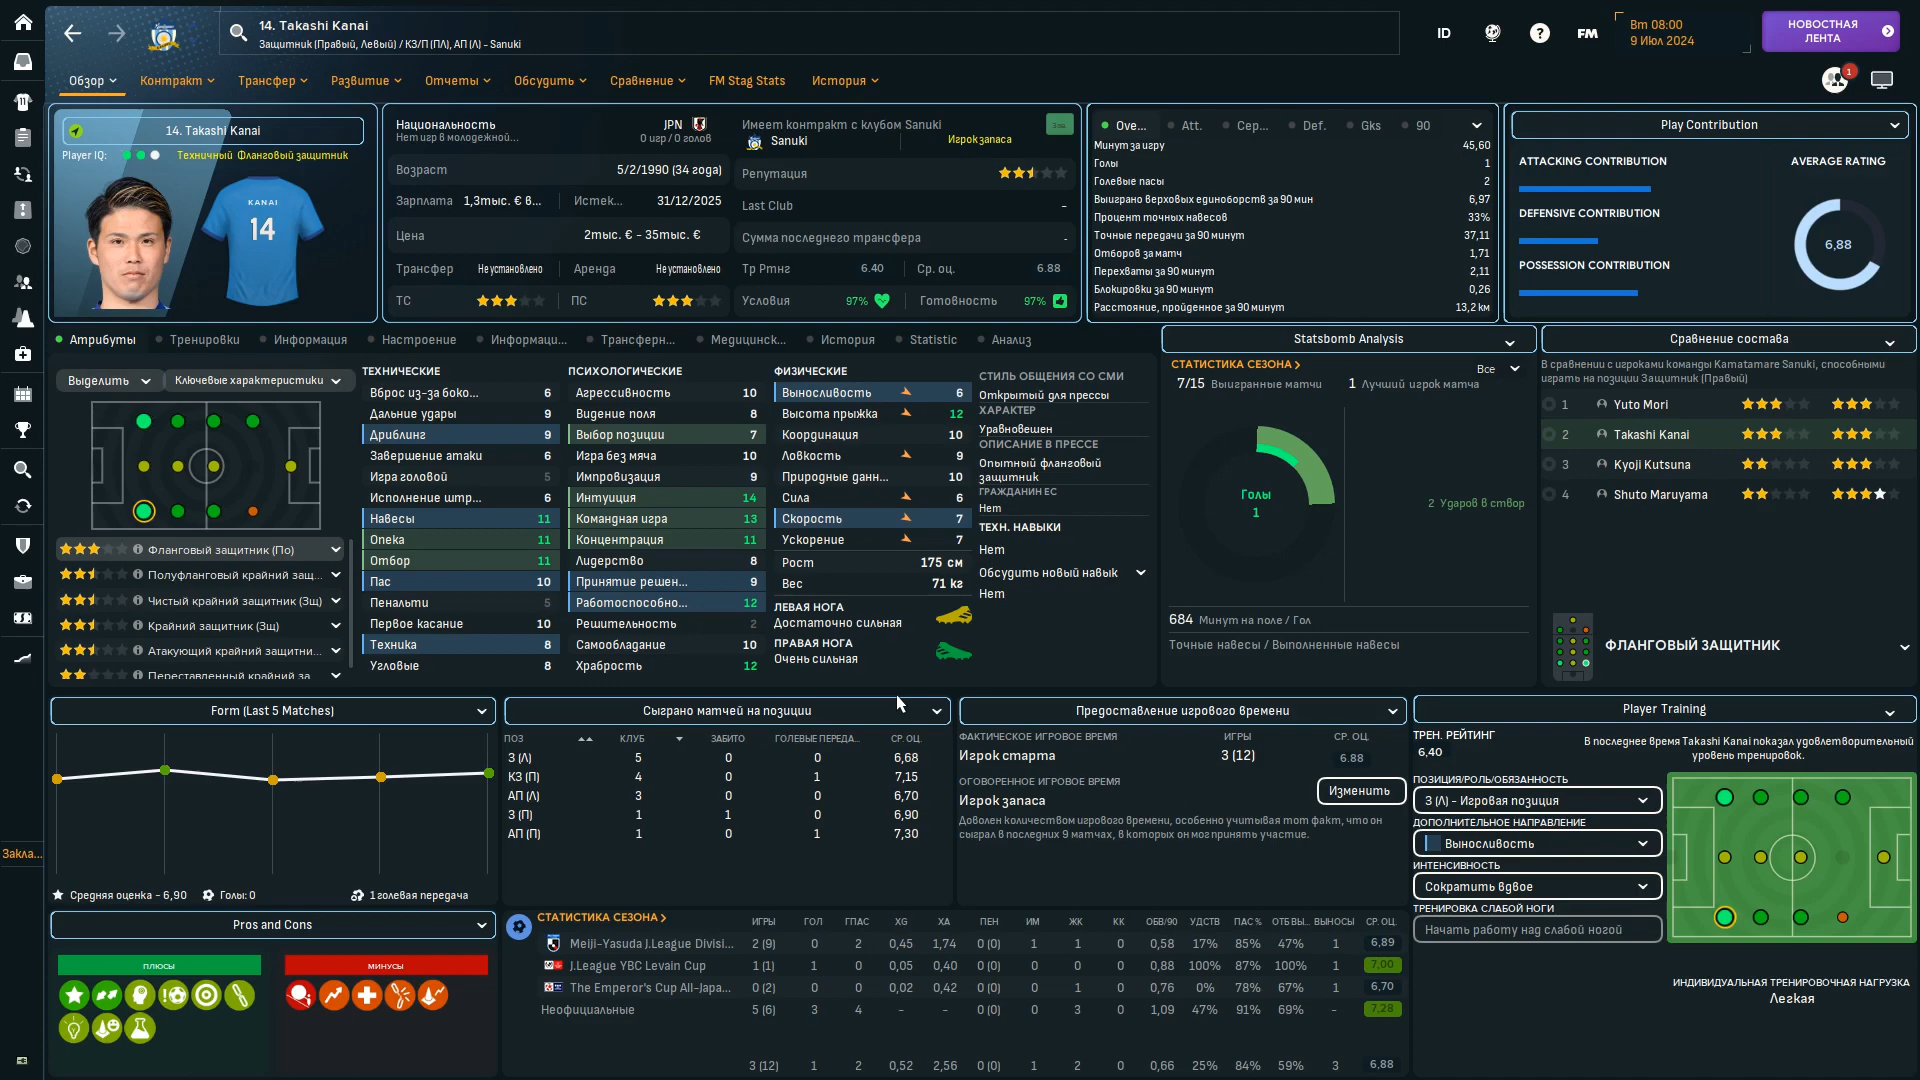 14. Takashi Kanai
Защитник (Правый, Левый) / КЗ/П (ПЛ), АП (Л) - Sanuki
ID
FM
Вт 08:00
9 Июл 2024
НОВОСТНАЯ ЛЕНТА
Обзор
Контракт
Трансфер
Развитие
Отчеты
Обсудить
Сравнение
FM Stag Stats
История
1
14. Takashi Kanai
Player IQ:
Техничный Фланговый защитник
KANAI
14
Национальность
Нет игр в молодежной...
JPN
0 игр / 0 голов
Возраст
5/2/1990 (34 года)
Зарплата 1,3тыс. € в...
Истек... 31/12/2025
Цена
2тыс. € - 35тыс. €
Трансфер Не установлено
Аренда Не установлено
ТС
ПС
Имеет контракт с клубом Sanuki
Sanuki
Игрок запаса
Репутация
Last Club -
Сумма последнего трансфера -
Тр Ртнг 6.40
Ср. оц. 6.88
Условия 97%
Готовность 97%
Ove...
Att.
Сер...
Def.
Gks
90
Минут за игру 45,60
Голы 1
Голевые пасы 2
Выиграно верховых единоборств за 90 мин 6,97
Процент точных навесов 33%
Точные передачи за 90 минут 37,11
Отборов за матч 1,71
Перехваты за 90 минут 2,11
Блокировки за 90 минут 0,26
Расстояние, пройденное за 90 минут 13,2 км
Play Contribution
ATTACKING CONTRIBUTION
DEFENSIVE CONTRIBUTION
POSSESSION CONTRIBUTION
AVERAGE RATING
6,88
Атрибуты
Тренировки
Информация
Настроение
Информаци...
Трансферн...
Медицинск...
История
Statistic
Анализ
Выделить
Ключевые характеристики
Фланговый защитник (По)
Полуфланговый крайний защ...
Чистый крайний защитник (Зщ)
Крайний защитник (Зщ)
Атакующий крайний защитни...
Переставленный крайний за
ТЕХНИЧЕСКИЕ
Вброс из-за боко... 6
Дальние удары 9
Дриблинг 9
Завершение атаки 6
Игра головой 5
Исполнение штр... 6
Навесы 11
Опека 11
Отбор 11
Пас 10
Пенальти 5
Первое касание 10
Техника 8
Угловые 8
ПСИХОЛОГИЧЕСКИЕ
Агрессивность 10
Видение поля 8
Выбор позиции 7
Игра без мяча 10
Импровизация 9
Интуиция 14
Командная игра 13
Концентрация 11
Лидерство 8
Принятие решен... 9
Работоспособно... 12
Решительность 2
Самообладание 10
Храбрость 12
ФИЗИЧЕСКИЕ
Выносливость 6
Высота прыжка 12
Координация 10
Ловкость 9
Природные данн... 10
Сила 6
Скорость 7
Ускорение 7
Рост 175 см
Вес 71 кг
ЛЕВАЯ НОГА
Достаточно сильная
ПРАВАЯ НОГА
Очень сильная
СТИЛЬ ОБЩЕНИЯ СО СМИ
Открытый для прессы
ХАРАКТЕР
Уравновешен
ОПИСАНИЕ В ПРЕССЕ
Опытный фланговый защитник
ГРАЖДАНИН ЕС
Нет
ТЕХН. НАВЫКИ
Нет
Обсудить новый навык
Нет
Statsbomb Analysis
СТАТИСТИКА СЕЗОНА
Все
7/15 Выигранные матчи
1 Лучший игрок матча
Голы
1
2 Ударов в створ
684 Минут на поле / Гол
Точные навесы / Выполненные навесы
Сравнение состава
В сравнении с игроками команды Kamatamare Sanuki, способными
играть на позиции Защитник (Правый)
1 Yuto Mori
2 Takashi Kanai
3 Kyoji Kutsuna
4 Shuto Maruyama
ФЛАНГОВЫЙ ЗАЩИТНИК
Закла...
Form (Last 5 Matches)
Средняя оценка - 6,90
Голы: 0
1 голевая передача
Сыграно матчей на позиции
ПОЗ КЛУБ ЗАБИТО ГОЛЕВЫЕ ПЕРЕДА... СР. ОЦ.
З (Л) 5 0 0 6,68
КЗ (П) 4 0 1 7,15
АП (Л) 3 0 0 6,70
З (П) 1 1 0 6,90
АП (П) 1 0 1 7,30
Предоставление игрового времени
ФАКТИЧЕСКОЕ ИГРОВОЕ ВРЕМЯ ИГРЫ СР. ОЦ.
Игрок старта 3 (12) 6.88
ОГОВОРЕННОЕ ИГРОВОЕ ВРЕМЯ
Игрок запаса
Изменить
Доволен количеством игрового времени, особенно учитывая тот факт, что он
сыграл в последних 9 матчах, в которых он мог принять участие.
Player Training
ТРЕН. РЕЙТИНГ
6,40
В последнее время Takashi Kanai показал удовлетворительный
уровень тренировок.
ПОЗИЦИЯ/РОЛЬ/ОБЯЗАННОСТЬ
З (Л) - Игровая позиция
ДОПОЛНИТЕЛЬНОЕ НАПРАВЛЕНИЕ
Выносливость
ИНТЕНСИВНОСТЬ
Сократить вдвое
ТРЕНИРОВКА СЛАБОЙ НОГИ
Начать работу над слабой ногой
ИНДИВИДУАЛЬНАЯ ТРЕНИРОВОЧНАЯ НАГРУЗКА
Легкая
Pros and Cons
ПЛЮСЫ
МИНУСЫ
СТАТИСТИКА СЕЗОНА ИГРЫ ГОЛ ГПАС XG XA ПЕН ИМ ЖК КК ОБВ/90 УДСТВ ПАС % ОТБ ВЫ... ВЫНОСЫ СР. ОЦ.
Meiji-Yasuda J.League Divisi... 2 (9) 0 2 0,45 1,74 0 (0) 1 1 0 0,58 17% 85% 47% 1 6,89
J.League YBC Levain Cup 1 (1) 1 0 0,05 0,40 0 (0) 0 0 0 0,88 100% 87% 100% 1 7,00
The Emperor's Cup All-Japa... 0 (2) 0 0 0,02 0,42 0 (0) 0 1 0 0,76 0% 78% 67% 1 6,70
Неофициальные 5 (6) 3 4 - - 0 (0) 0 3 0 1,09 47% 91% 69% - 7,28
3 (12) 1 2 0,52 2,56 0 (0) 1 2 0 0,66 25% 84% 59% 3 6,88